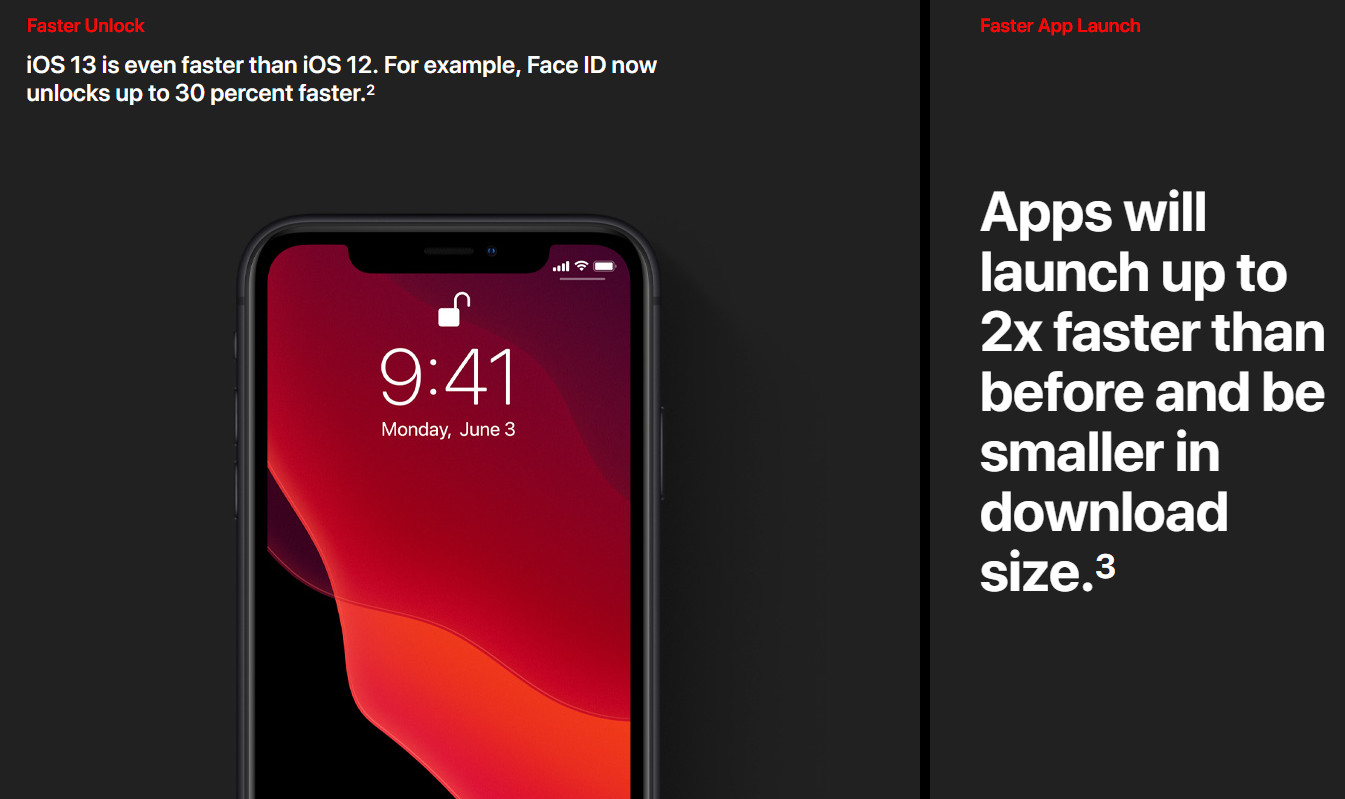 Faster Unlock
iOS 13 is even faster than iOS 12. For example, Face ID now
unlocks up to 30 percent faster.²
9:41
Monday, June 3
Faster App Launch
Apps will
launch up to
2x faster than
before and be
smaller in
download
size.³